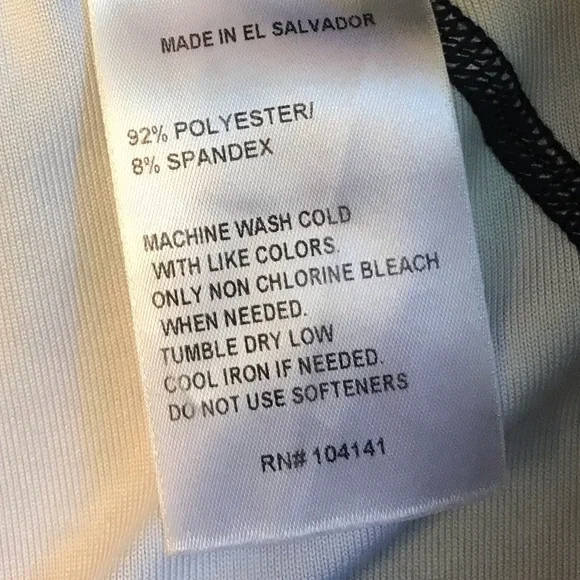 MADE IN EL SALVADOR
92% POLYESTER/
8% SPANDEX
MACHINE WASH COLD
WITH LIKE COLORS.
ONLY NON CHLORINE BLEACH
WHEN NEEDED.
TUMBLE DRY LOW
COOL IRON IF NEEDED.
DO NOT USE SOFTENERS
RN# 104141